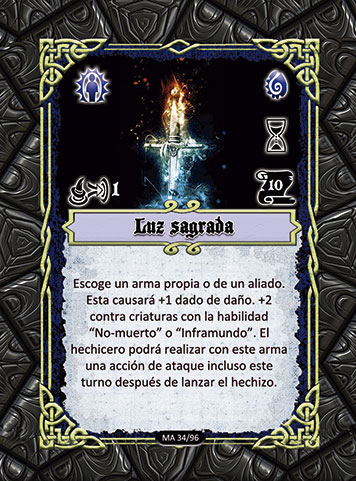 1
10
Luz sagrada
Escoge un arma propia o de un aliado.
Esta causará +1 dado de daño. +2
contra criaturas con la habilidad
“No-muerto” o “Inframundo”. El
hechicero podrá realizar con este arma
una acción de ataque incluso este
turno después de lanzar el hechizo.
MA 34/96